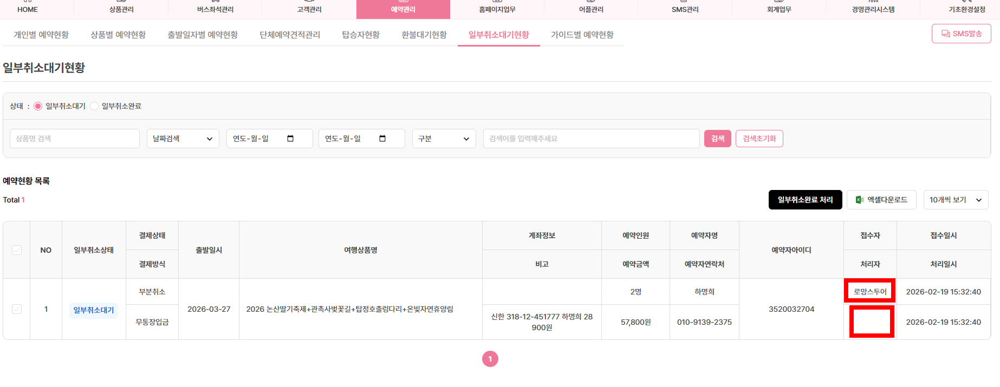 HOME 상품관리 버스좌석관리 고객관리 예약관리 홈페이지업무 어플관리 SMS관리 회계업무 경영관리시스템 기초환경설정
개인별 예약현황 상품별 예약현황 출발일자별 예약현황 단체예약견적관리 탑승자현황 환불대기현황 일부취소대기현황 가이드별 예약현황 SMS발송
일부취소대기현황
상태 : 일부취소대기 일부취소완료
상품명 검색 날짜검색 연도-월-일 연도-월-일 구분 검색어를 입력해주세요 검색 검색초기화
예약현황 목록
Total 1
일부취소완료 처리 엑셀다운로드 10개씩 보기
NO 일부취소상태 결제상태 출발일시 여행상품명 계좌정보 예약인원 예약자명 예약자아이디 접수자 접수일시
결제방식 비고 예약금액 예약자연락처 처리자 처리일시
1 일부취소대기 부분취소 2026-03-27 2026 논산딸기축제+관촉사벚꽃길+탑정호출렁다리+온빛자연휴양림 2명 하명희 3520032704 로망스투어 2026-02-19 15:32:40
무통장입금 신한 318-12-451777 하명희 28
900원 57,800원 010-9139-2375 2026-02-19 15:32:40
1